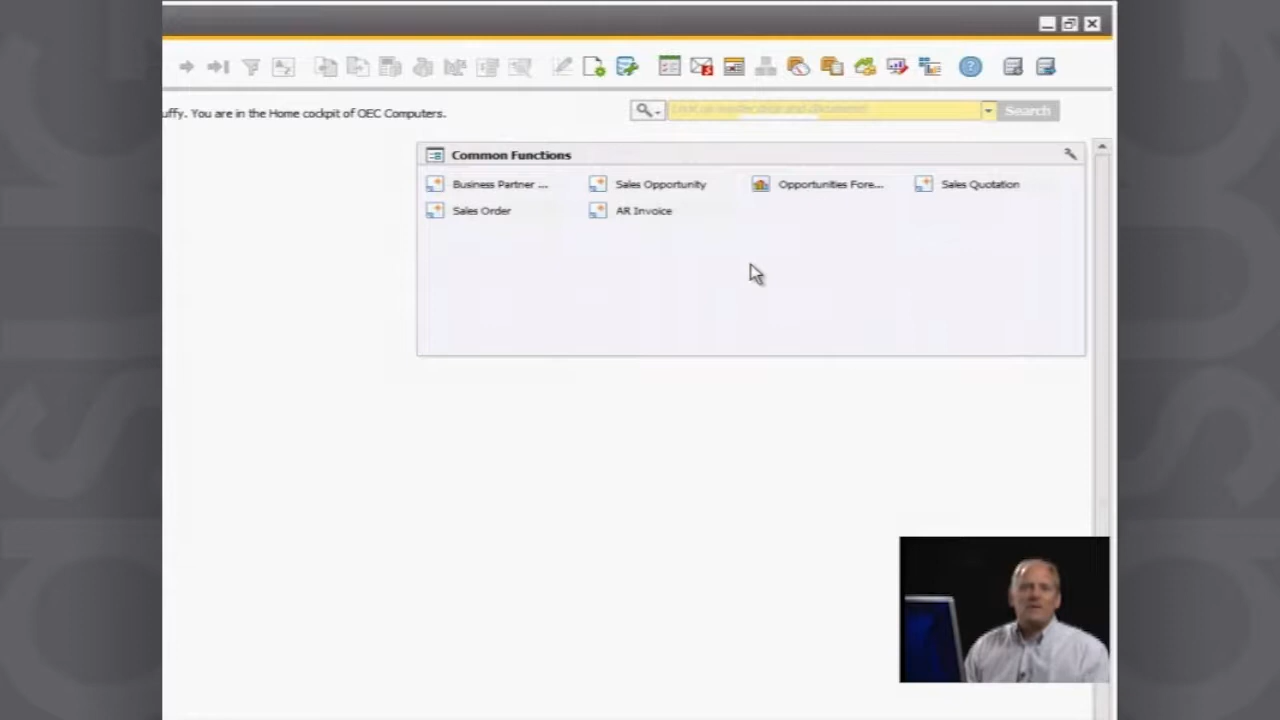 uffy. You are in the Home cockpit of OEC Computers.
Search
Common Functions
Business Partner ...
Sales Opportunity
Opportunities Fore...
Sales Quotation
Sales Order
AR Invoice